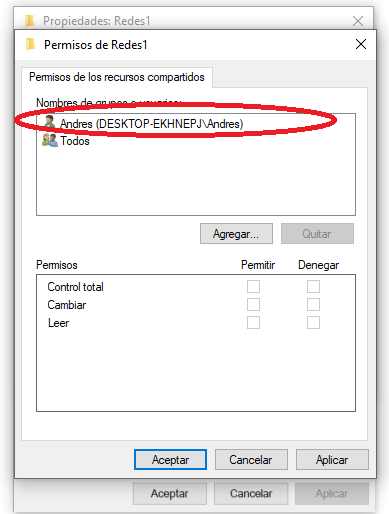 Propiedades: Redes1
Permisos de Redes1
Permisos de los recursos compartidos
Nombres de grupos o usuarios:
Andres (DESKTOP-EKHNEPJ\Andres)
Todos
Agregar...
Quitar
Permisos
Permitir
Denegar
Control total
Cambiar
Leer
Aceptar
Cancelar
Aplicar
Aceptar
Cancelar
Aplicar